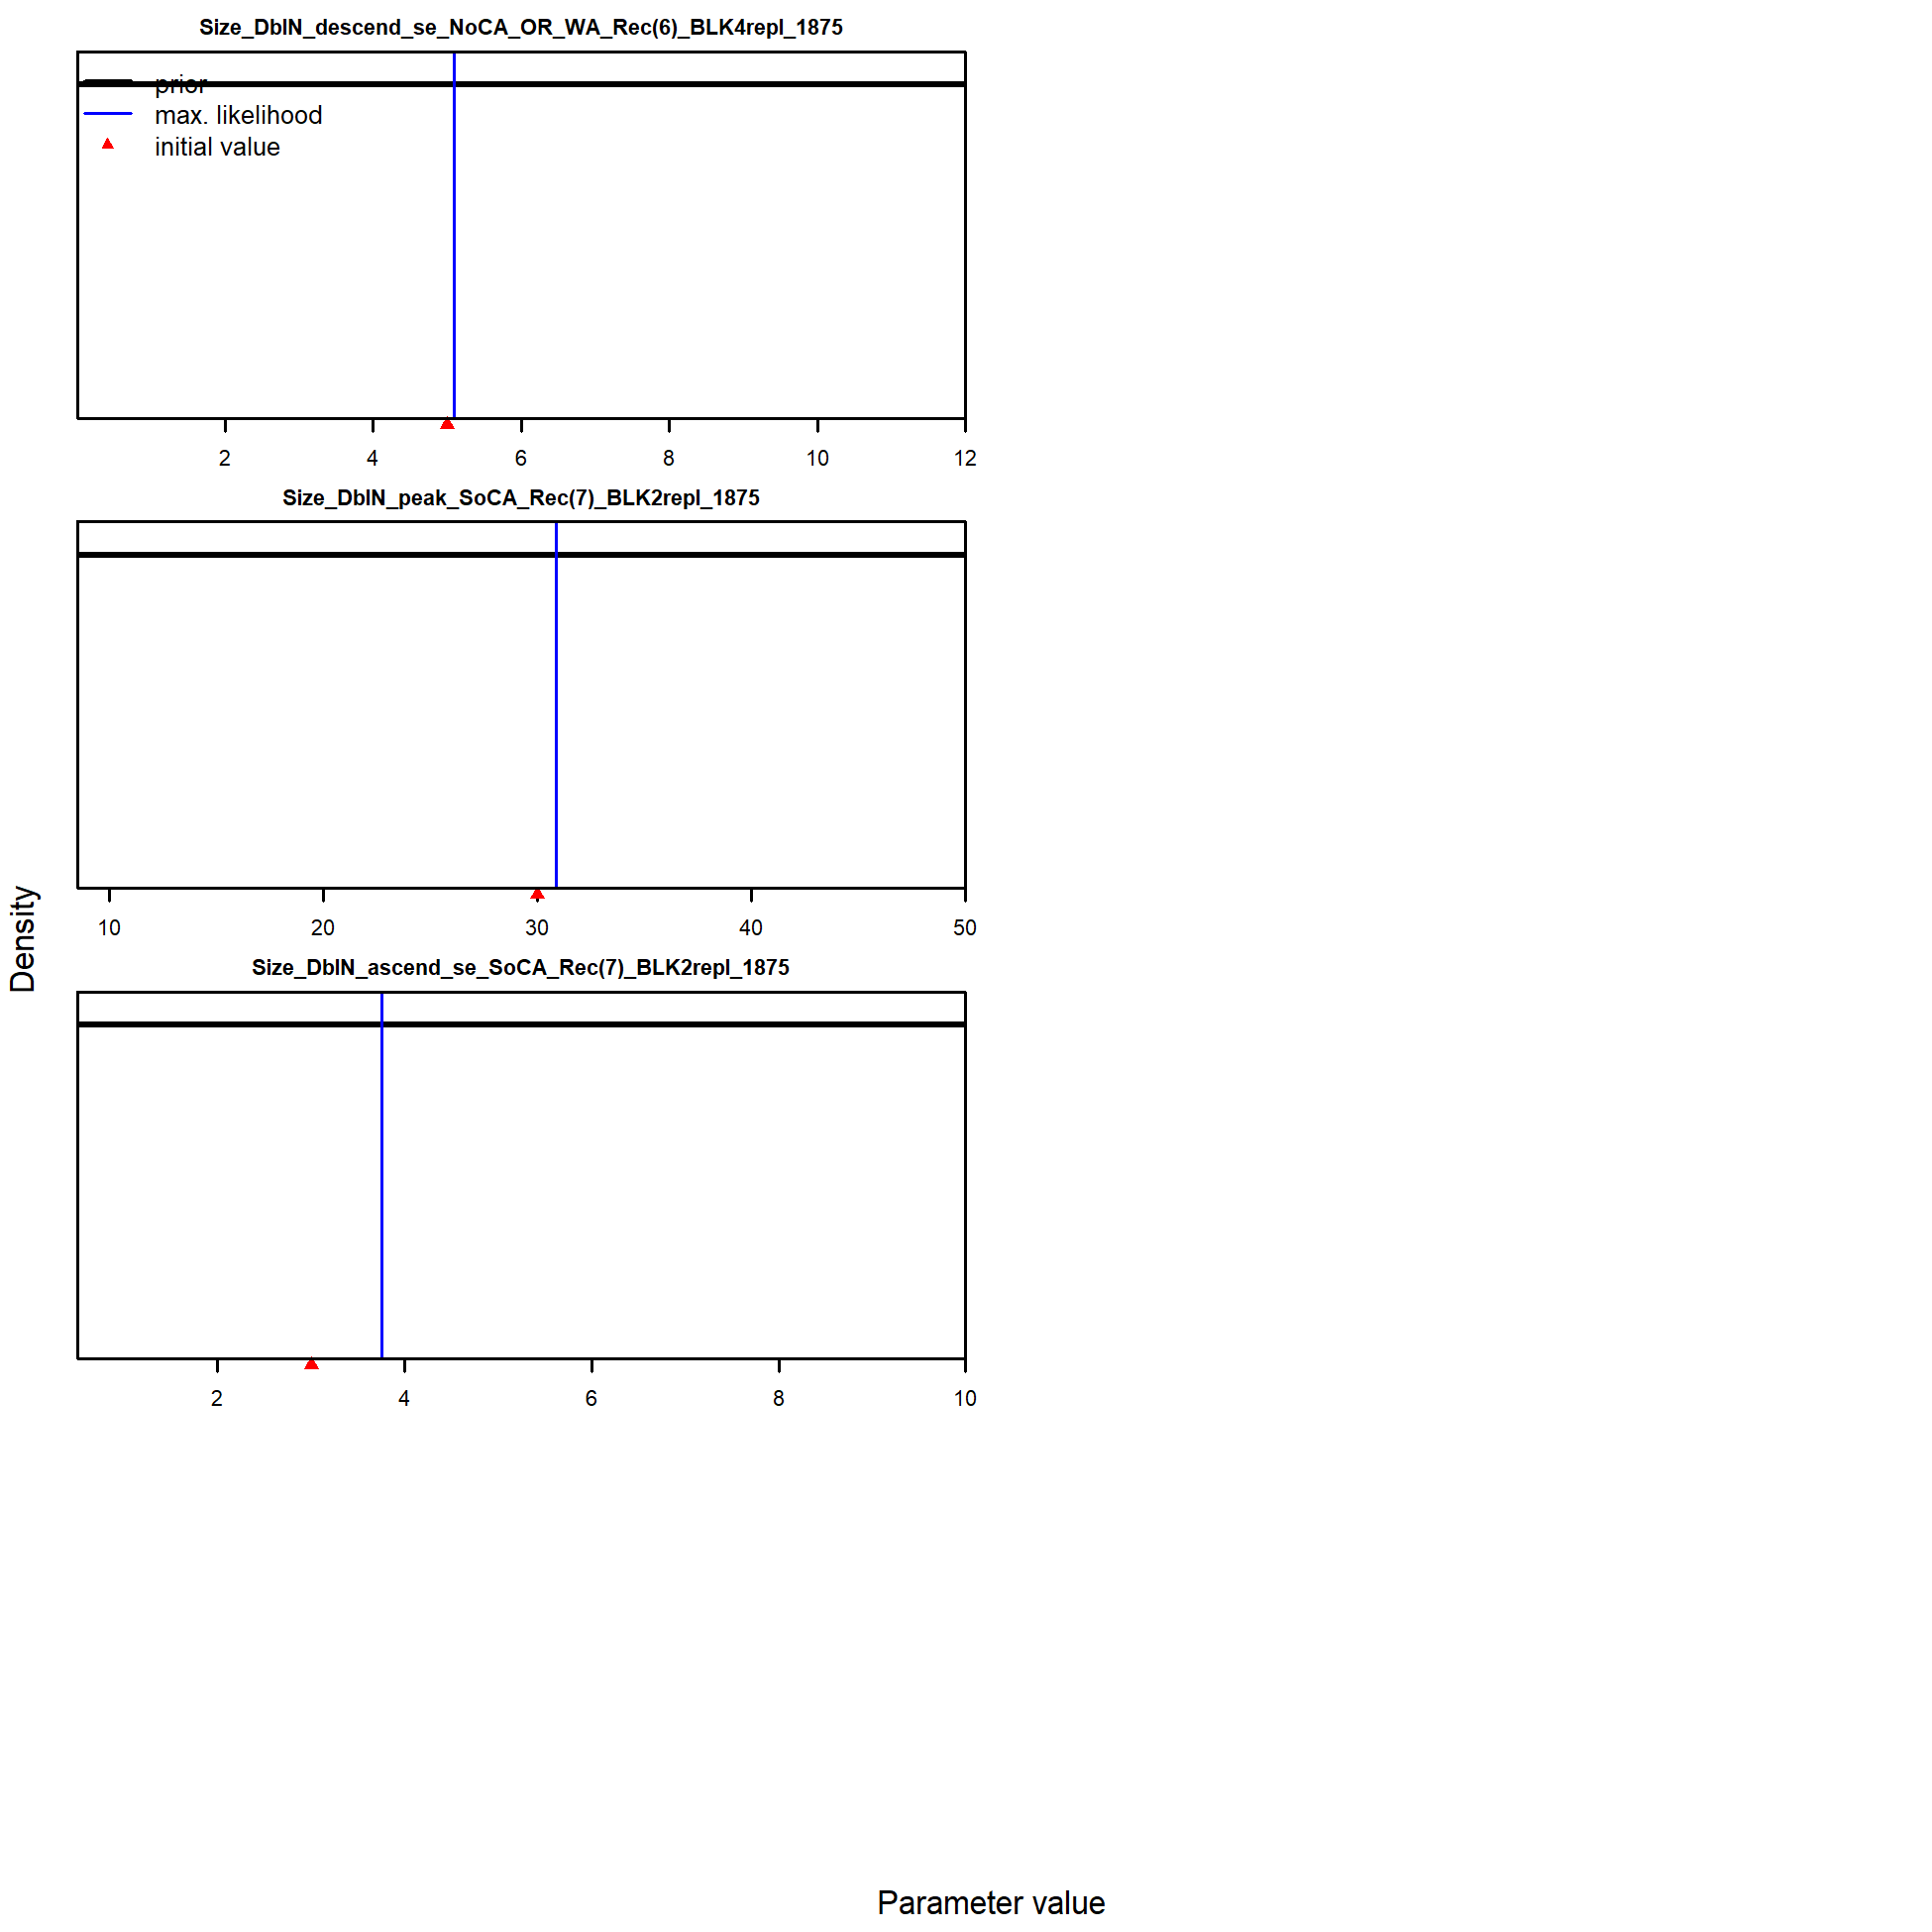 Size_DblN_descend_se_NoCA_OR_WA_Rec(6)_BLK4repl_1875
prior
max. likelihood
initial value
2 4 6 8 10 12
Size_DblN_peak_SoCA_Rec(7)_BLK2repl_1875
10 20 30 40 50
Size_DblN_ascend_se_SoCA_Rec(7)_BLK2repl_1875
2 4 6 8 10
Density
Parameter value